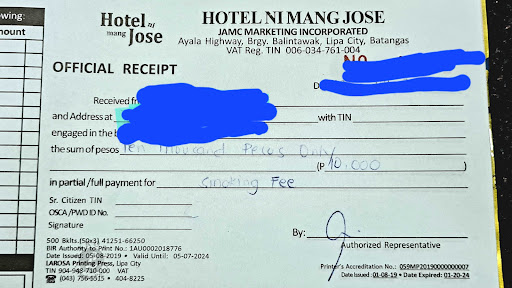 owing:
ount
Hotel ni
mang Jose
HOTEL NI MANG JOSE
JAMC MARKETING INCORPORATED
Ayala Highway, Brgy. Balintawak, Lipa City, Batangas
VAT Reg. TIN 006-034-761-004
NO
OFFICIAL RECEIPT
D
Received fr
and Address at with TIN
engaged in the b
the sum of pesos Ten Thousand Pesos Only
(P 10,000
in partial /full payment for Smoking Fee
Sr. Citizen TIN
OSCA /PWD ID No.
Signature
By:
Authorized Representative
500 Bklts.(50x3) 41251-66250
BIR Authority to Print No.: 1AU0002018776
Date Issued: 05-08-2019 • Valid Until: 05-07-2024
LAROSA Printing Press, Lipa City
TIN 904-948-710-000 VAT
☎ (043) 756-5515 • 404-8225
Printer's Accreditation No.: 059MP20190000000007
Date Issued: 01-08-19 • Date Expired: 01-20-24